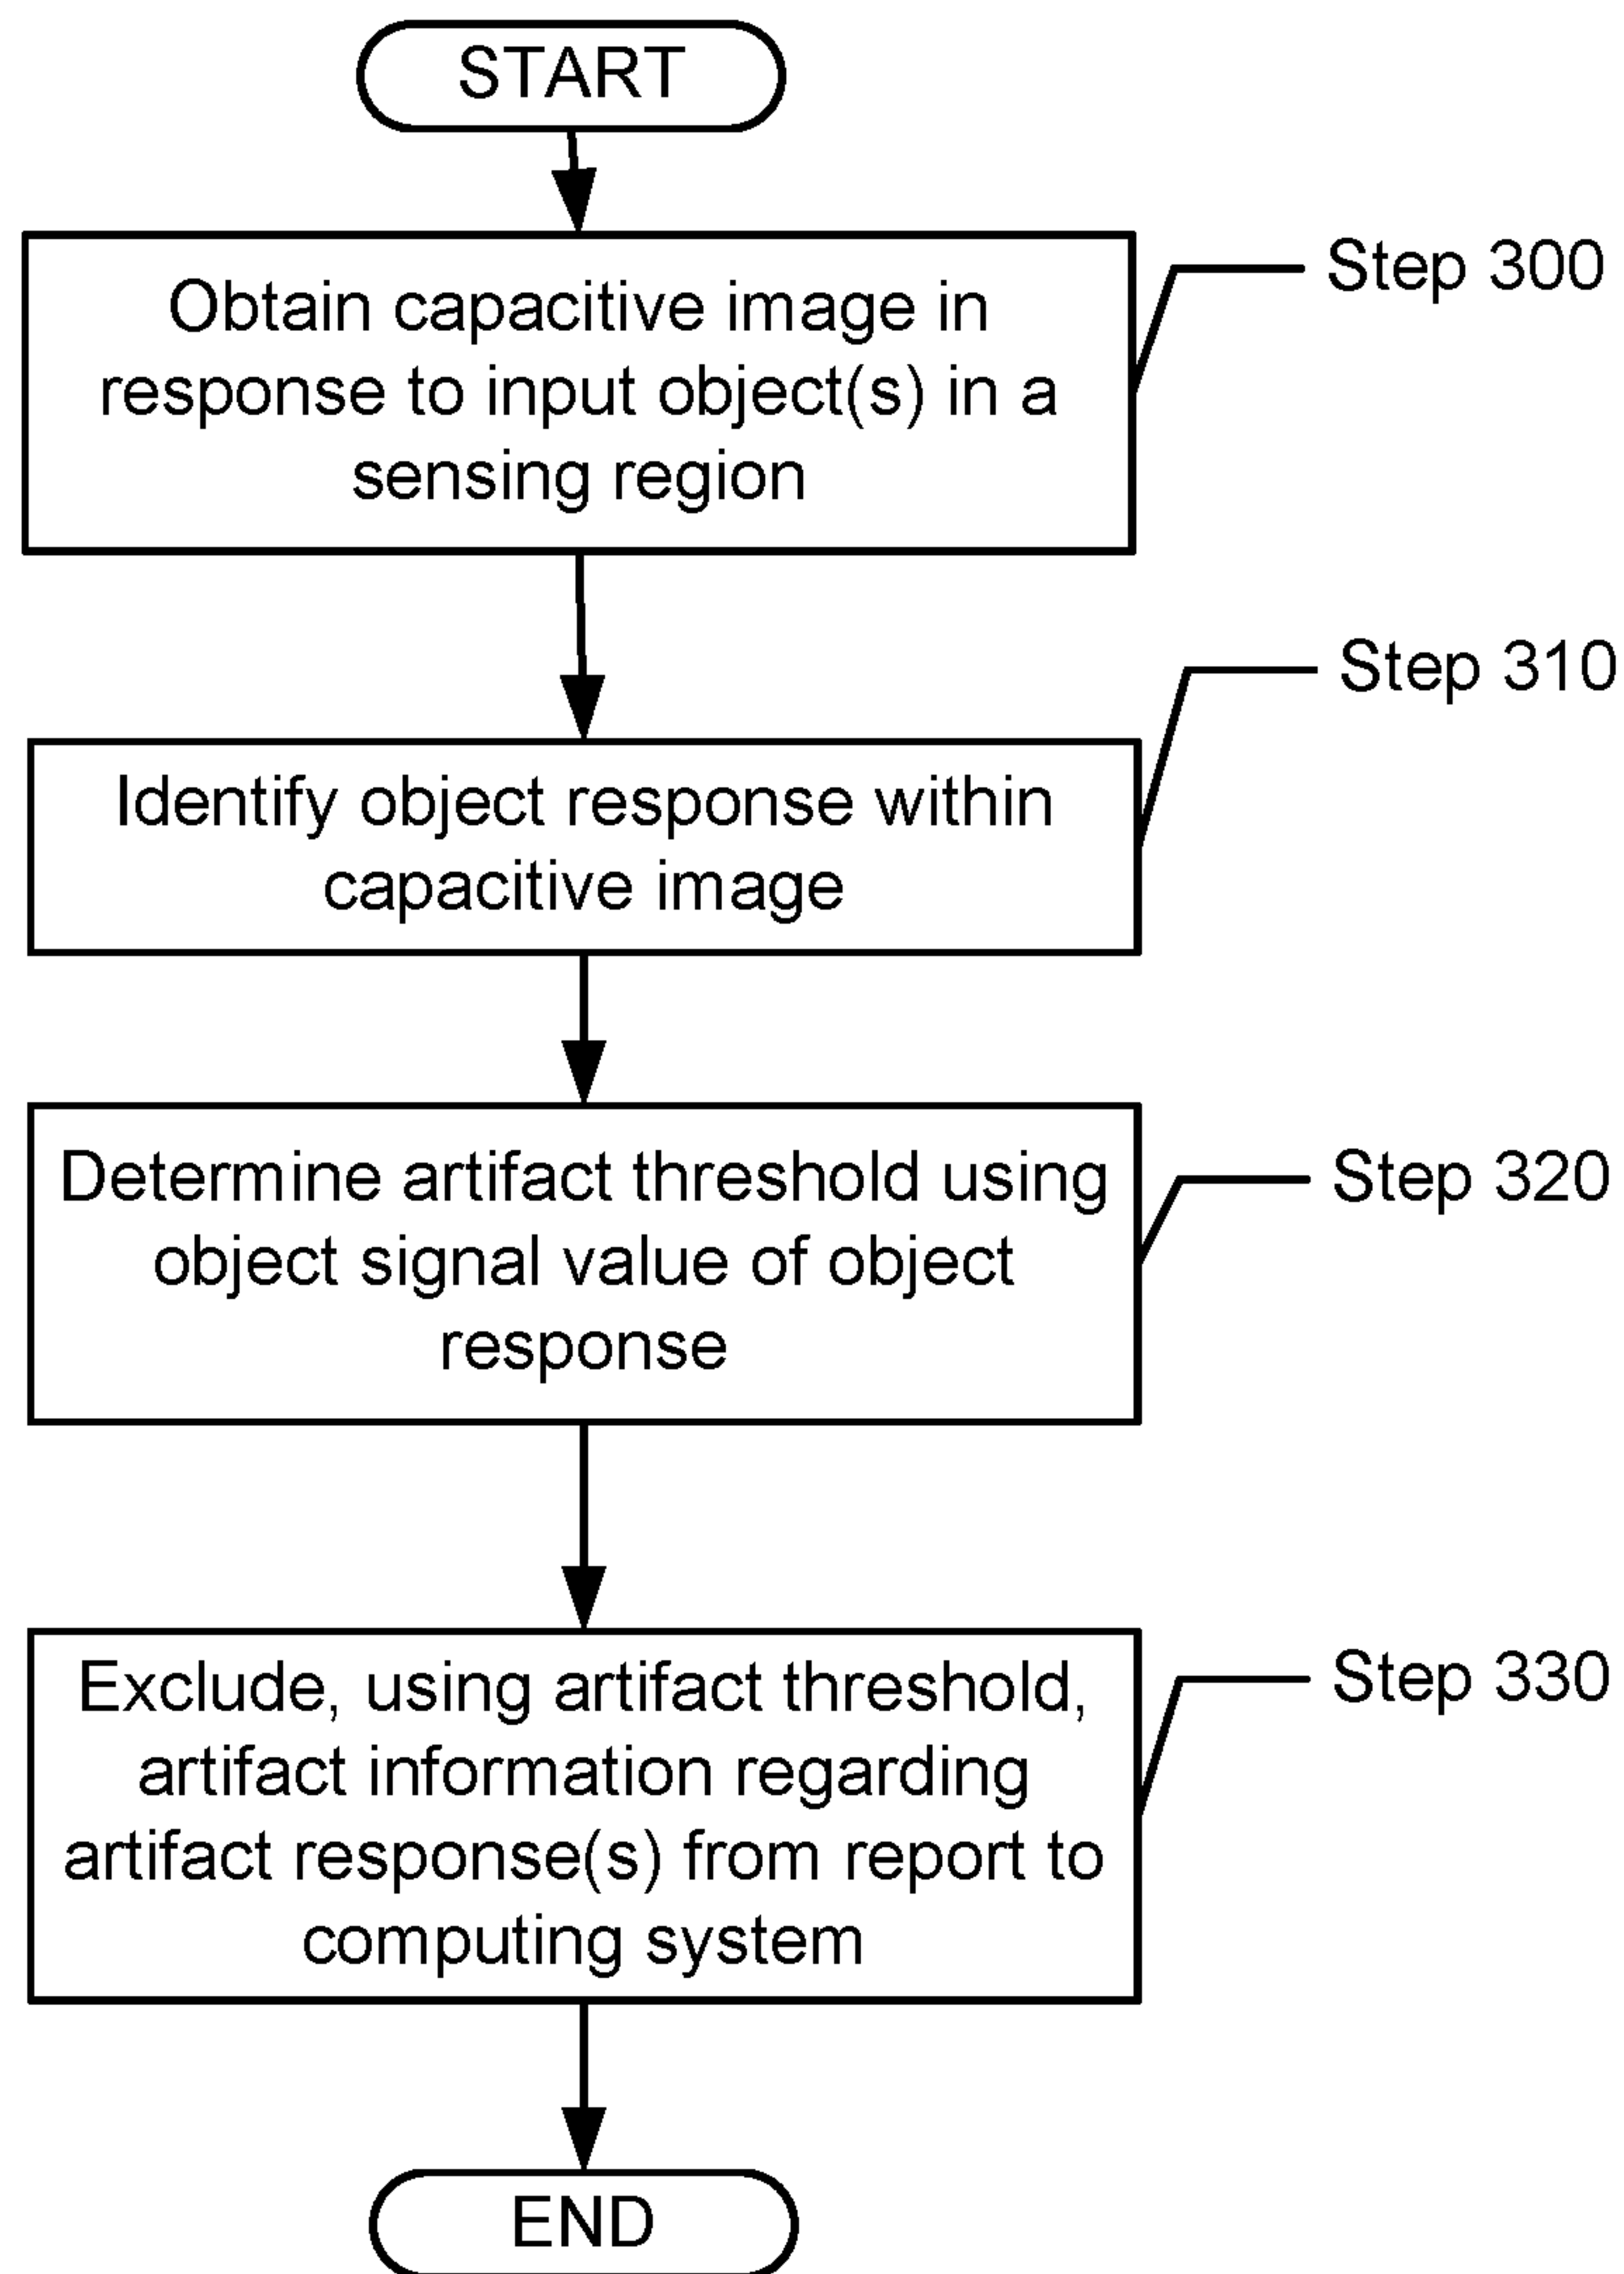 START
Obtain capacitive image in
response to input object(s) in a
sensing region
Step 300
Identify object response within
capacitive image
Step 310
Determine artifact threshold using
object signal value of object
response
Step 320
Exclude, using artifact threshold,
artifact information regarding
artifact response(s) from report to
computing system
Step 330
END